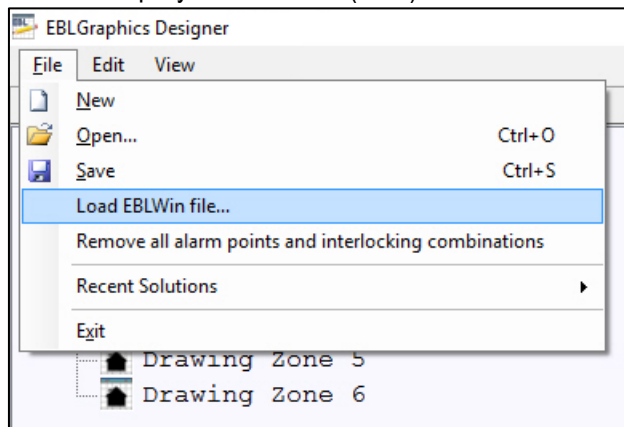 EBLGraphics Designer
File Edit View
New
Open... Ctrl+O
Save Ctrl+S
Load EBLWin file...
Remove all alarm points and interlocking combinations
Recent Solutions
Exit
Drawing Zone 5
Drawing Zone 6